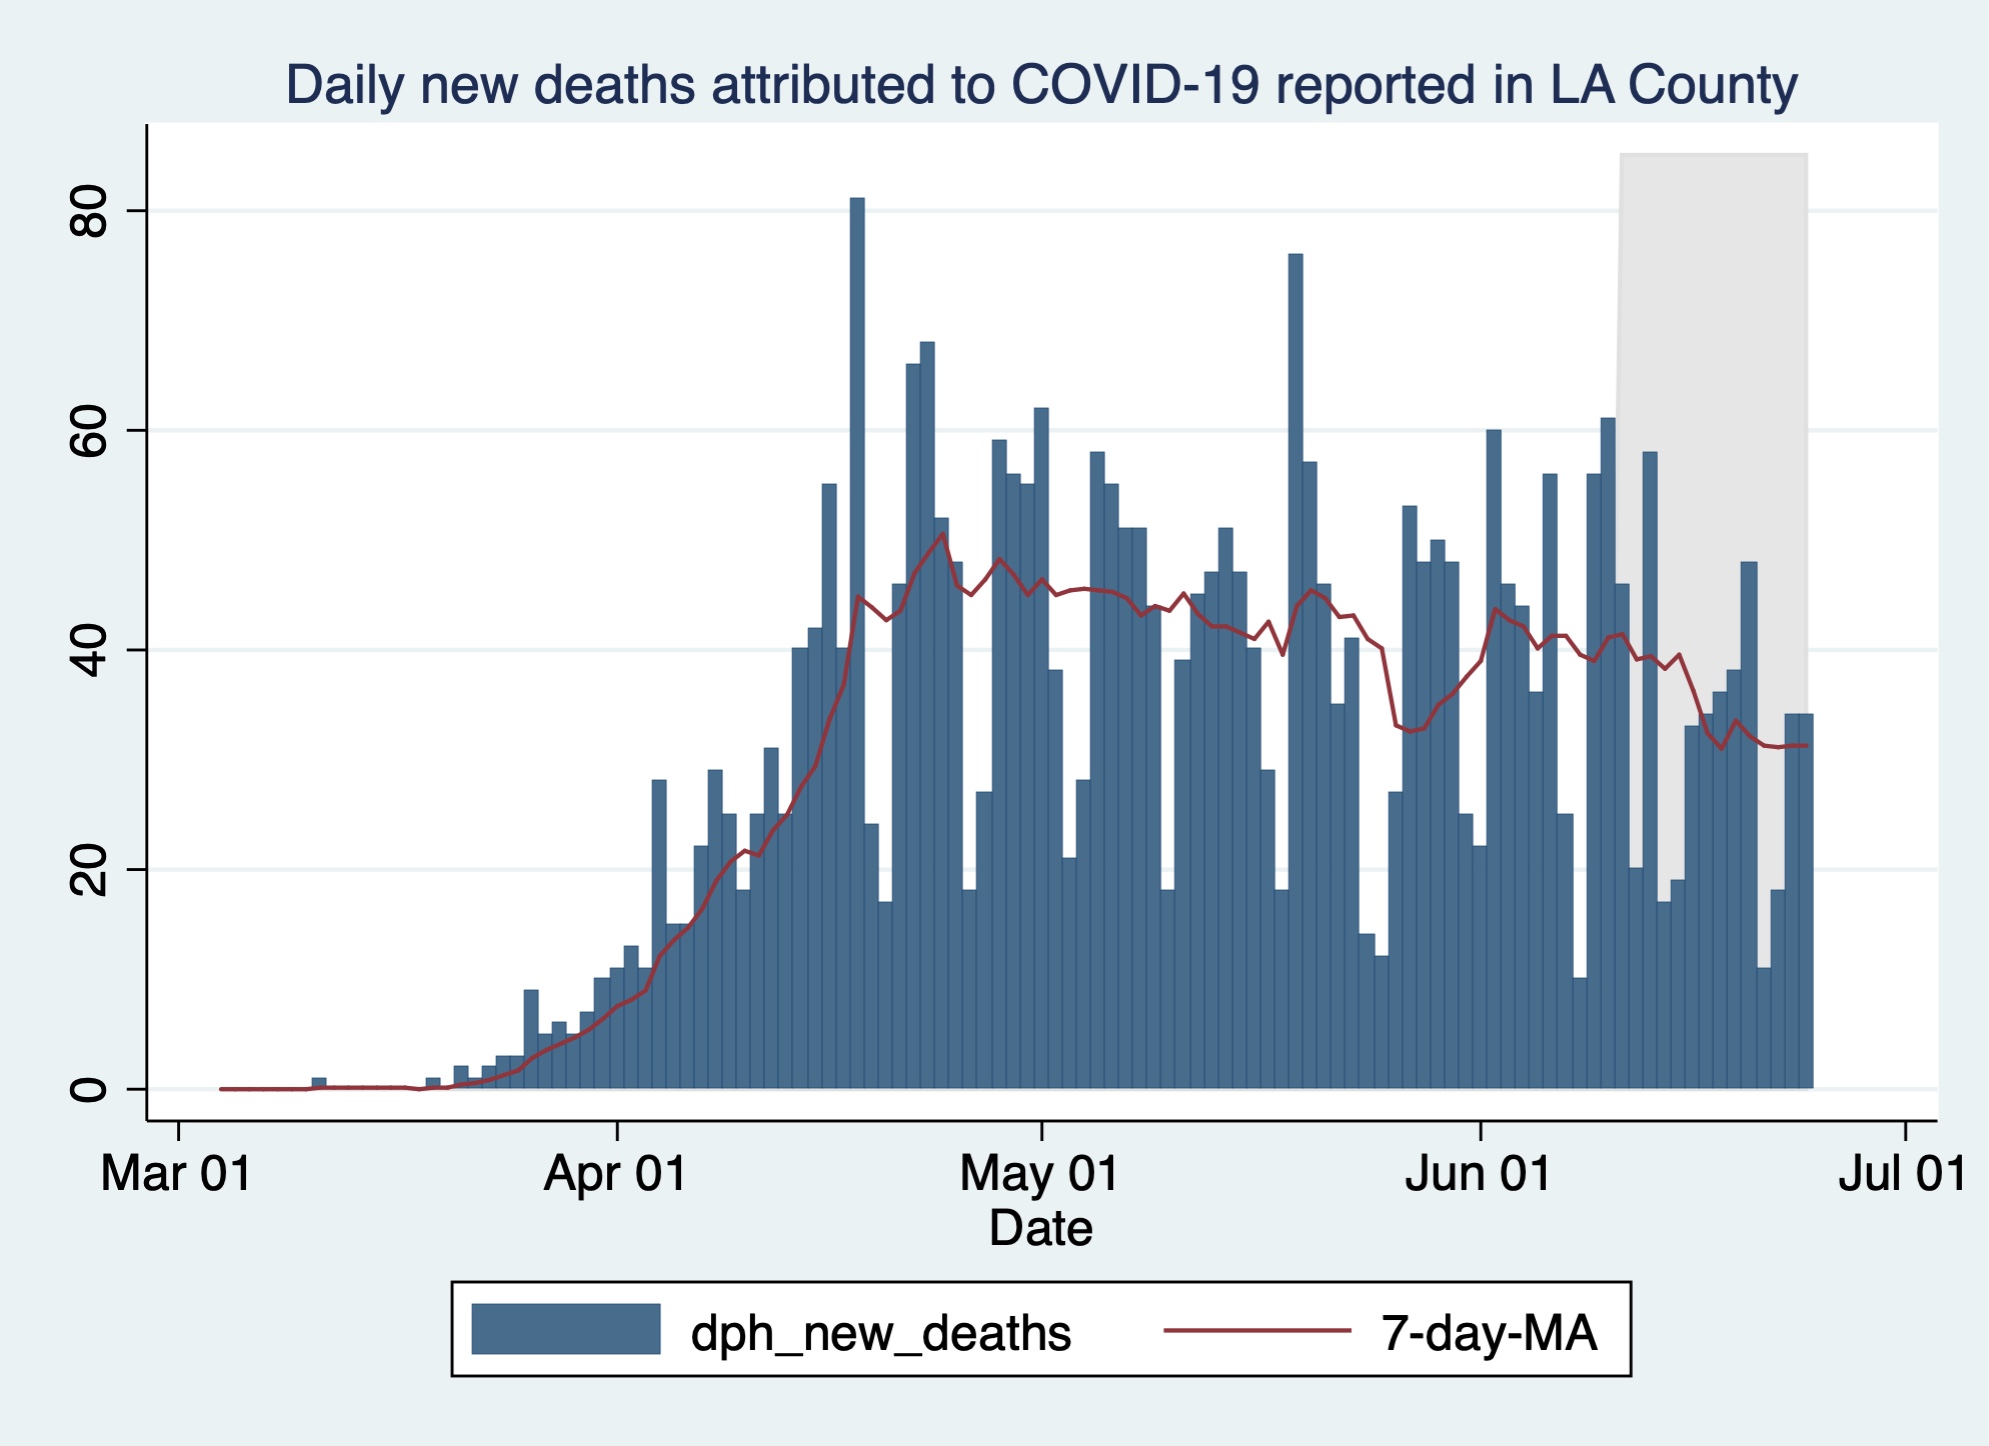 Daily new deaths attributed to COVID-19 reported in LA County
80
60
40
20
0
Mar 01 Apr 01 May 01 Jun 01 Jul 01
Date
dph_new_deaths 7-day-MA